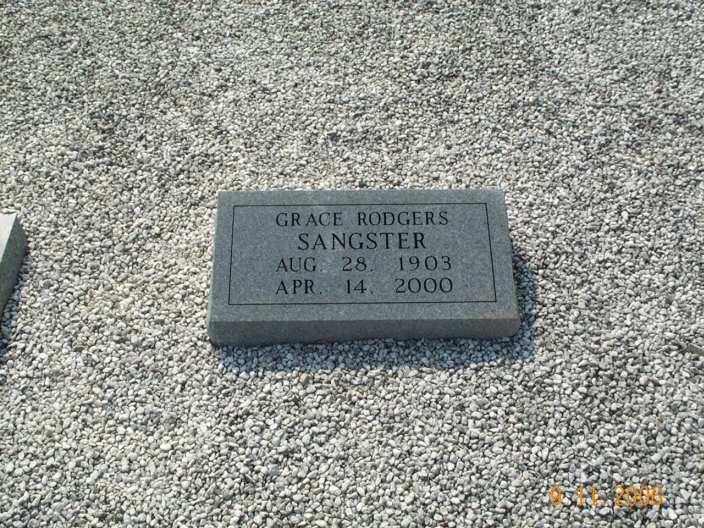 GRACE RODGERS
SANGSTER
AUG. 28. 1903
APR. 14. 2000
9 11 2006